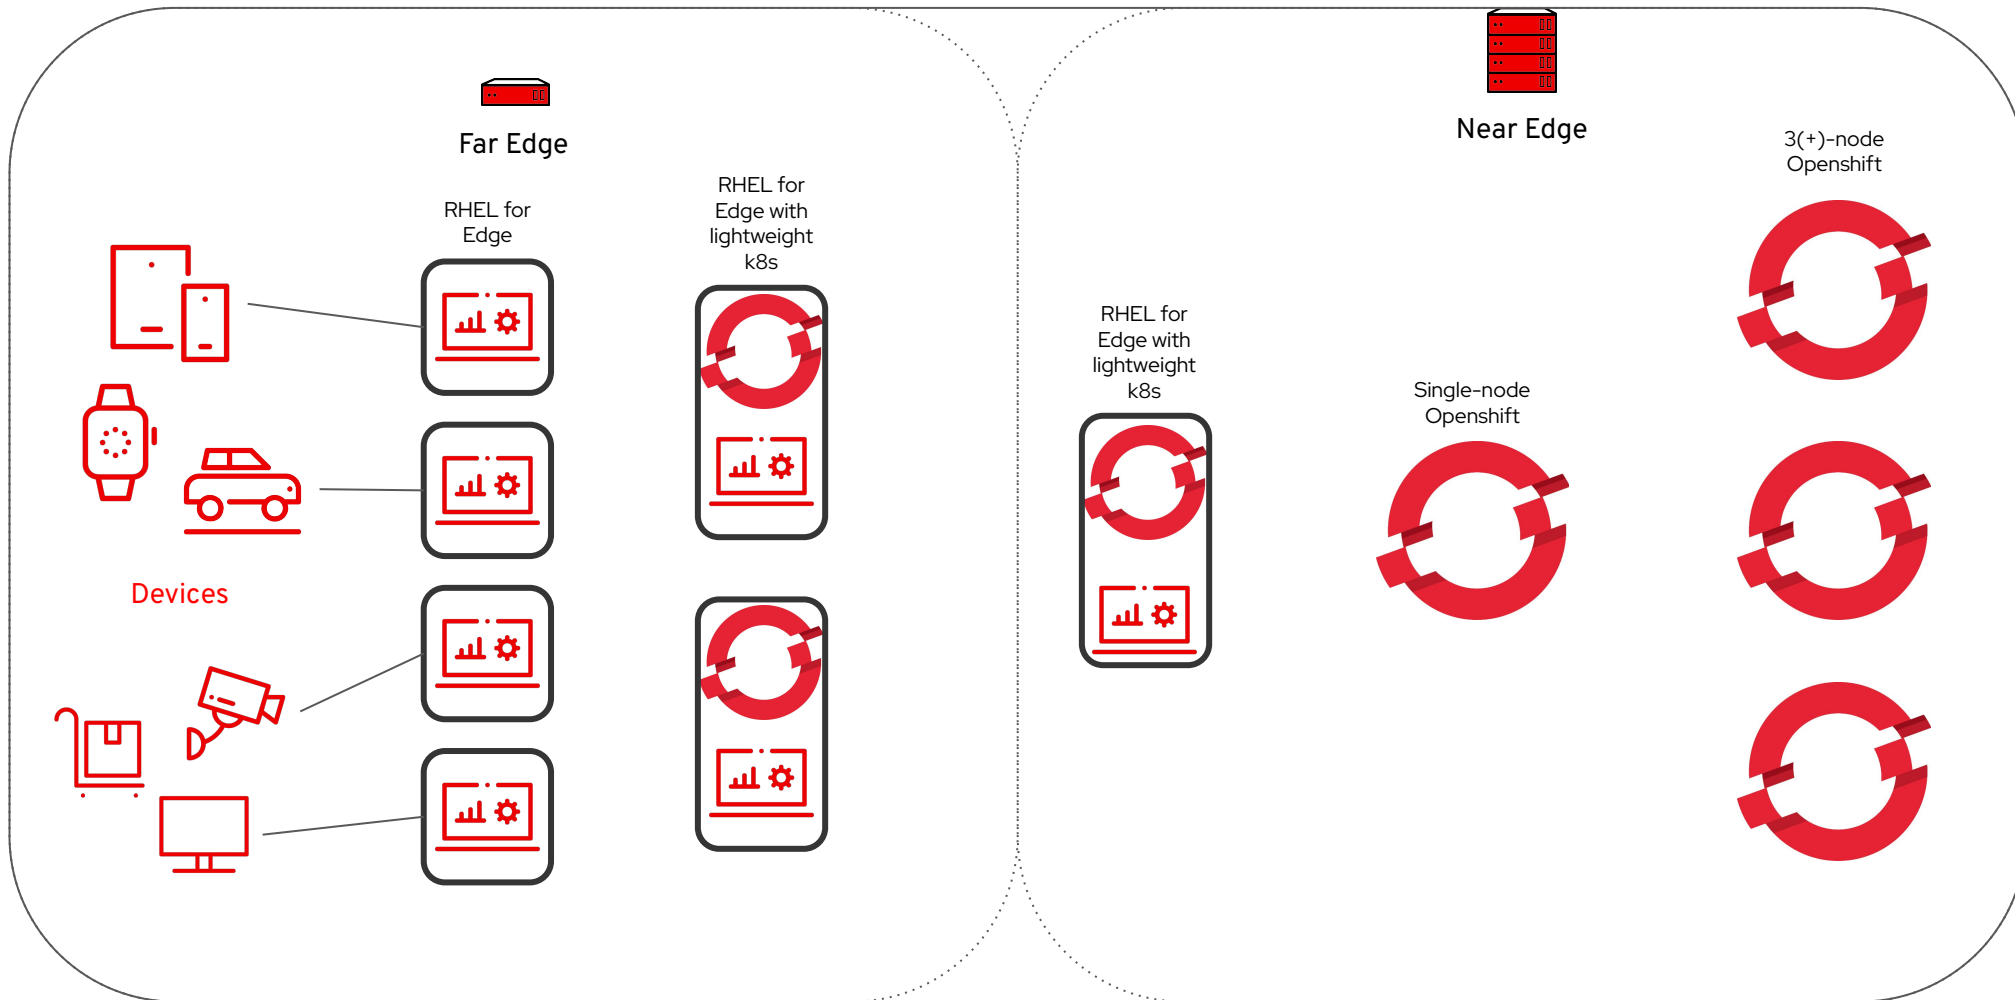 Far Edge
RHEL for
Edge
RHEL for
Edge with
lightweight
k8s
Devices
Near Edge
RHEL for
Edge with
lightweight
k8s
Single-node
Openshift
3(+)-node
Openshift